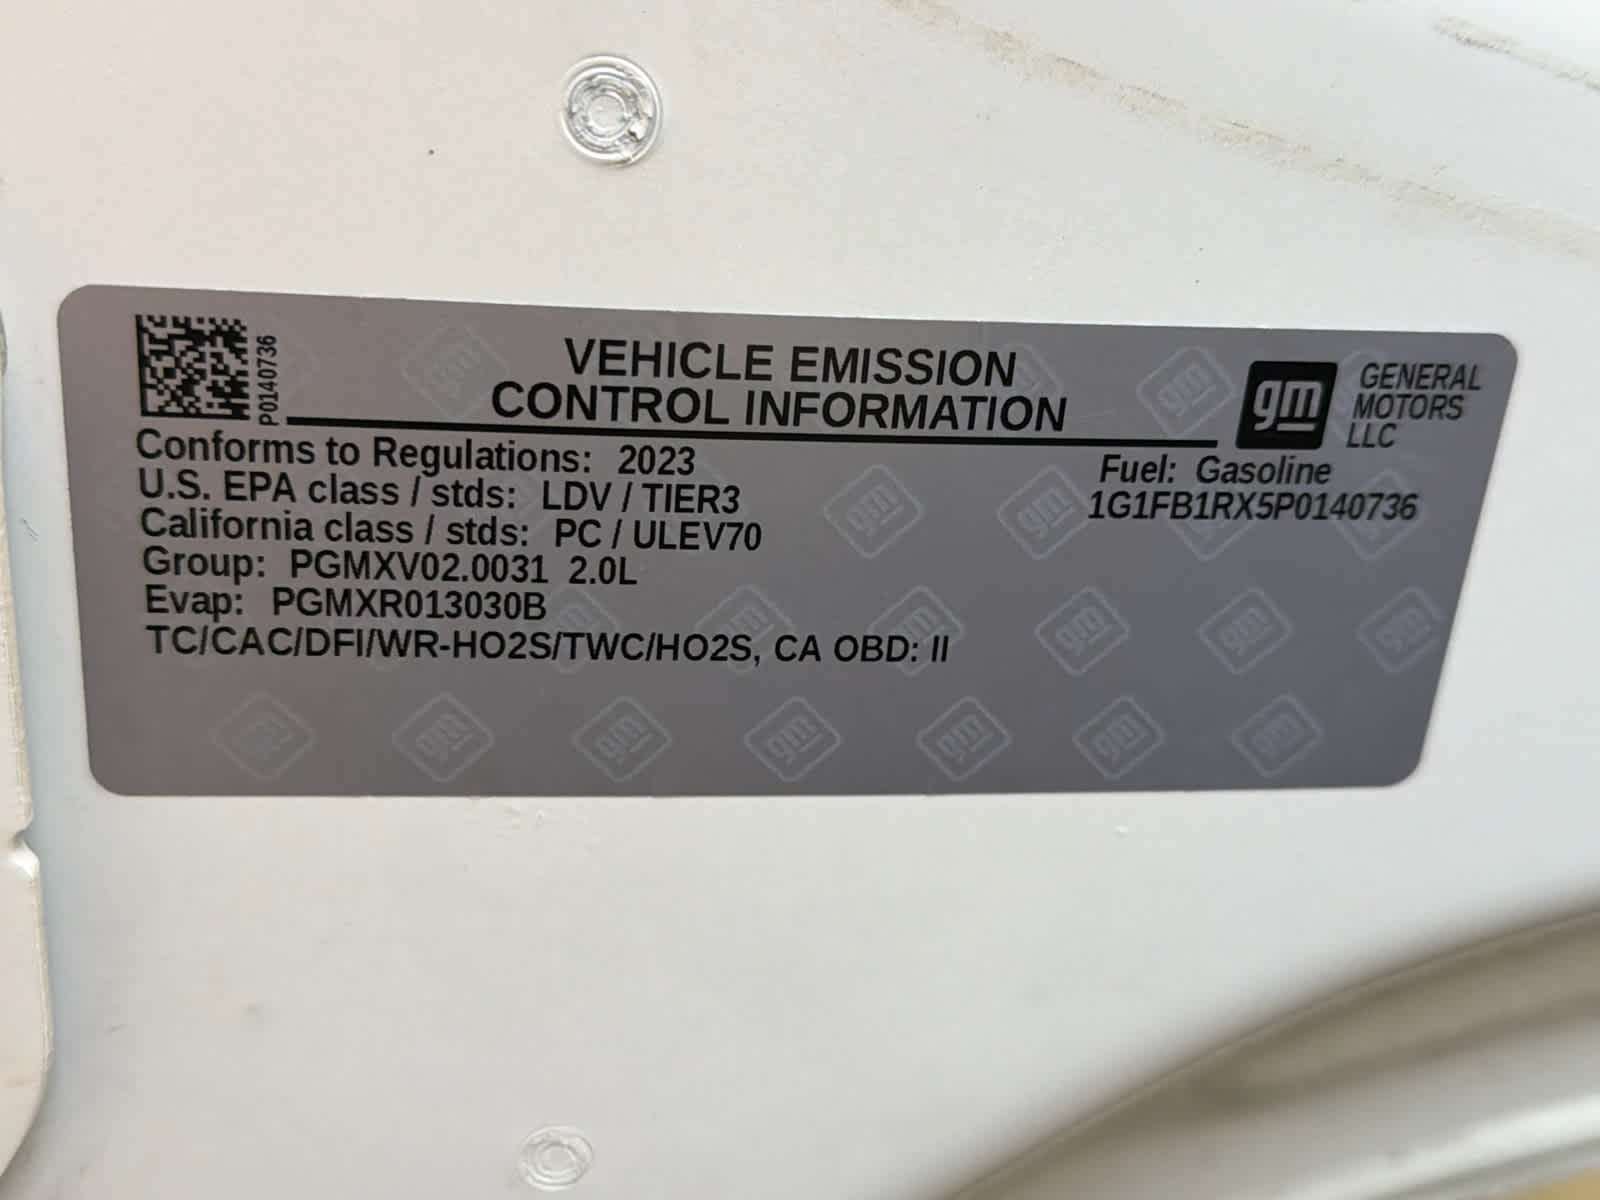 P0140736
VEHICLE EMISSION
CONTROL INFORMATION
gm
GENERAL
MOTORS
LLC
Conforms to Regulations: 2023
U.S. EPA class / stds: LDV / TIER3
California class / stds: PC / ULEV70
Group: PGMXV02.0031 2.0L
Evap: PGMXR013030B
TC/CAC/DFI/WR-HO2S/TWC/HO2S, CA OBD: II
Fuel: Gasoline
1G1FB1RX5P0140736